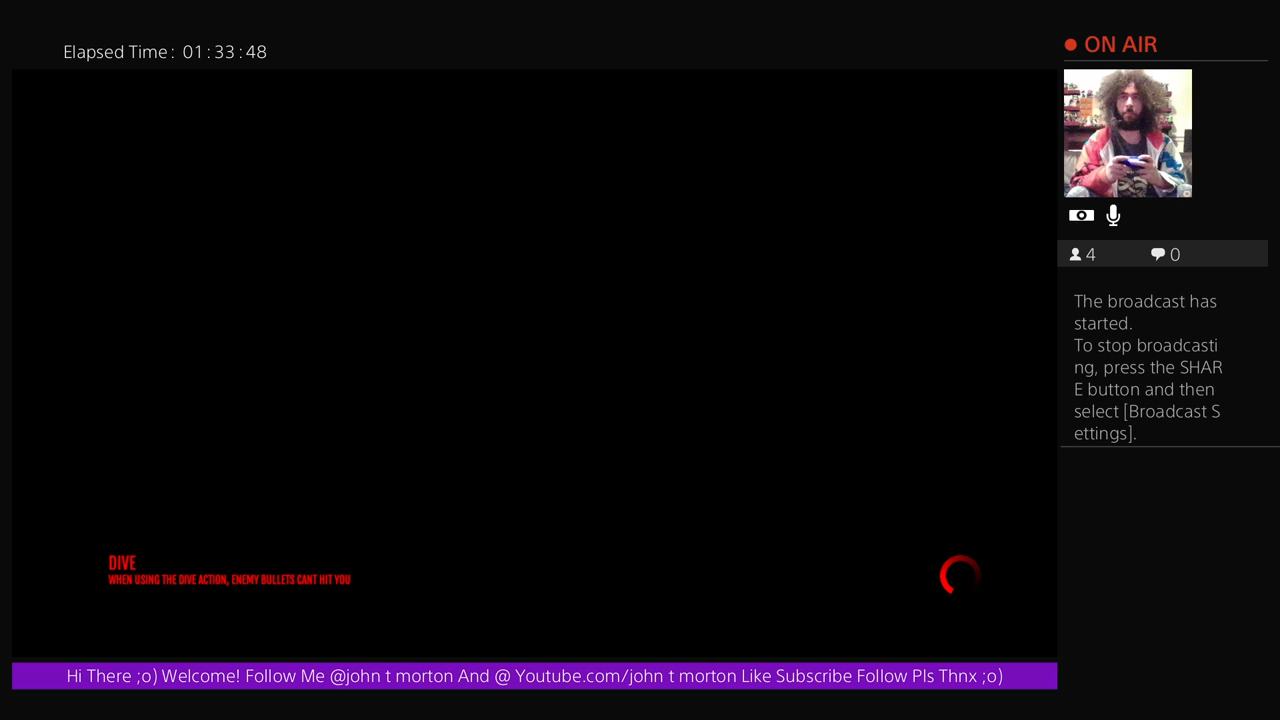 Elapsed Time: 01:33:48
ON AIR
4
0
The broadcast has
started.
To stop broadcasti
ng, press the SHAR
E button and then
select [Broadcast S
ettings].
DIVE
WHEN USING THE DIVE ACTION, ENEMY BULLETS CANT HIT YOU
Hi There ;o) Welcome! Follow Me @john t morton And @ Youtube.com/john t morton Like Subscribe Follow Pls Thnx ;o)